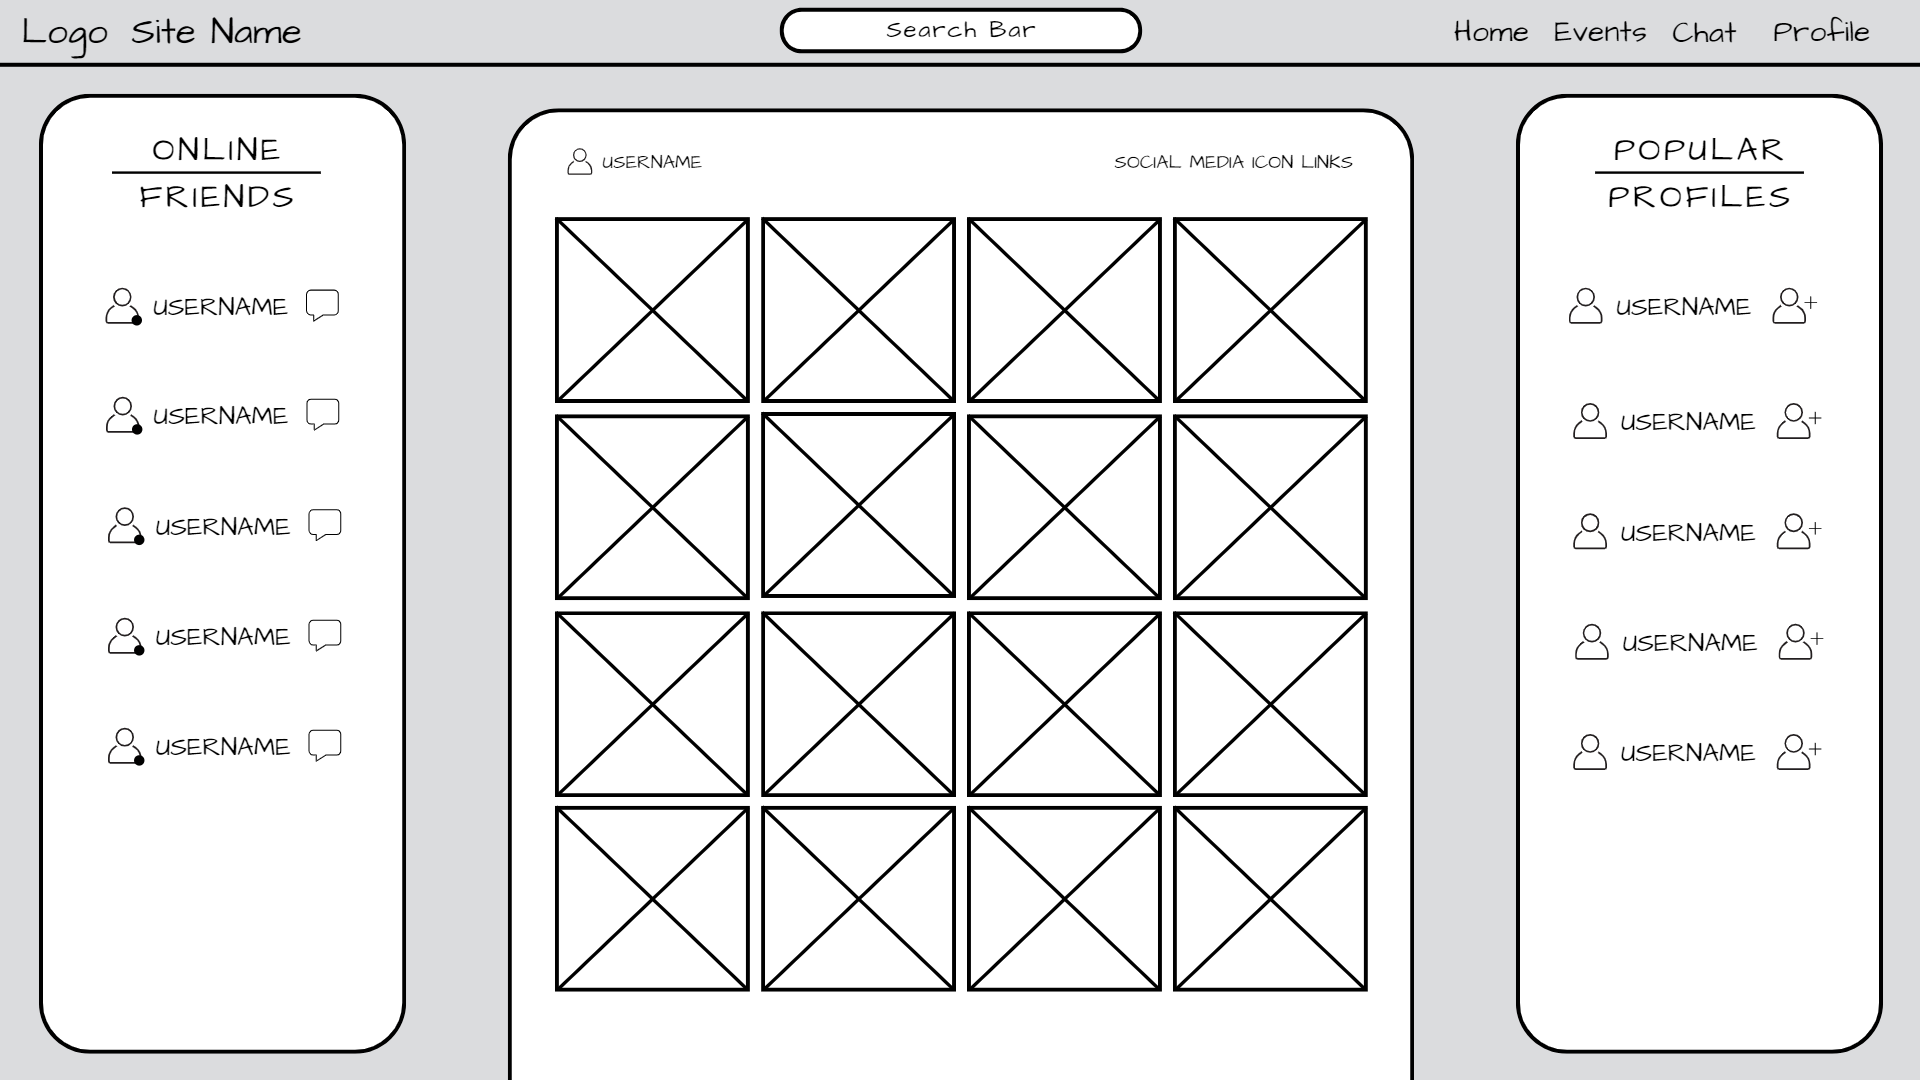 Logo Site Name
Search Bar
Home Events Chat Profile
ONLINE
FRIENDS
USERNAME
USERNAME
USERNAME
USERNAME
USERNAME
USERNAME
SOCIAL MEDIA ICON LINKS
POPULAR
PROFILES
USERNAME
USERNAME
USERNAME
USERNAME
USERNAME